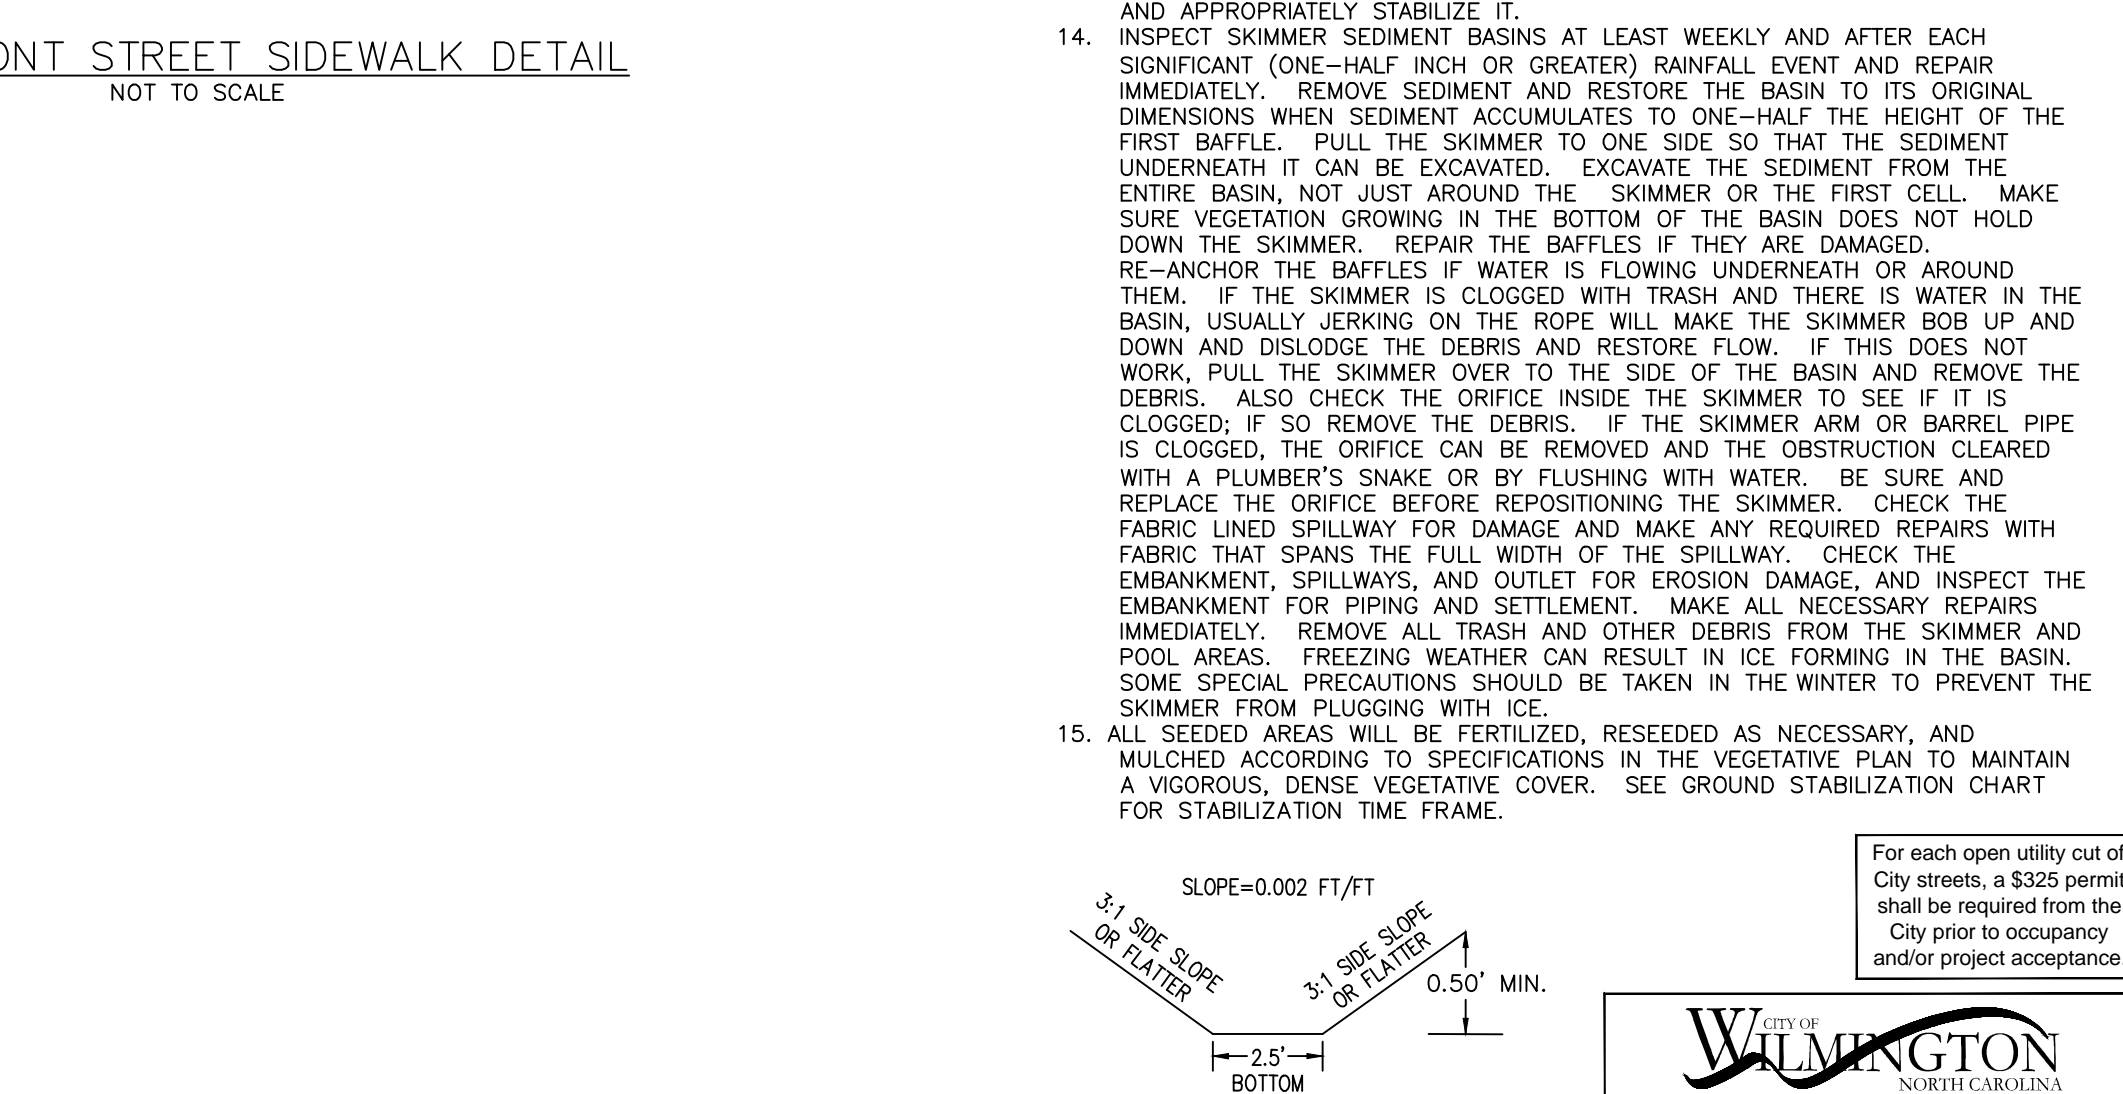 STREET SIDEWALK DETAIL
NOT TO SCALE
AND APPROPRIATELY STABILIZE IT.
14. INSPECT SKIMMER SEDIMENT BASINS AT LEAST WEEKLY AND AFTER EACH
SIGNIFICANT (ONE-HALF INCH OR GREATER) RAINFALL EVENT AND REPAIR
IMMEDIATELY. REMOVE SEDIMENT AND RESTORE THE BASIN TO ITS ORIGINAL
DIMENSIONS WHEN SEDIMENT ACCUMULATES TO ONE-HALF THE HEIGHT OF THE
FIRST BAFFLE. PULL THE SKIMMER TO ONE SIDE SO THAT THE SEDIMENT
UNDERNEATH IT CAN BE EXCAVATED. EXCAVATE THE SEDIMENT FROM THE
ENTIRE BASIN, NOT JUST AROUND THE SKIMMER OR THE FIRST CELL. MAKE
SURE VEGETATION GROWING IN THE BOTTOM OF THE BASIN DOES NOT HOLD
DOWN THE SKIMMER. REPAIR THE BAFFLES IF THEY ARE DAMAGED.
RE-ANCHOR THE BAFFLES IF WATER IS FLOWING UNDERNEATH OR AROUND
THEM. IF THE SKIMMER IS CLOGGED WITH TRASH AND THERE IS WATER IN THE
BASIN, USUALLY JERKING ON THE ROPE WILL MAKE THE SKIMMER BOB UP AND
DOWN AND DISLODGE THE DEBRIS AND RESTORE FLOW. IF THIS DOES NOT
WORK, PULL THE SKIMMER OVER TO THE SIDE OF THE BASIN AND REMOVE THE
DEBRIS. ALSO CHECK THE ORIFICE INSIDE THE SKIMMER TO SEE IF IT IS
CLOGGED; IF SO REMOVE THE DEBRIS. IF THE SKIMMER ARM OR BARREL PIPE
IS CLOGGED, THE ORIFICE CAN BE REMOVED AND THE OBSTRUCTION CLEARED
WITH A PLUMBER'S SNAKE OR BY FLUSHING WITH WATER. BE SURE AND
REPLACE THE ORIFICE BEFORE REPOSITIONING THE SKIMMER. CHECK THE
FABRIC LINED SPILLWAY FOR DAMAGE AND MAKE ANY REQUIRED REPAIRS WITH
FABRIC THAT SPANS THE FULL WIDTH OF THE SPILLWAY. CHECK THE
EMBANKMENT, SPILLWAYS, AND OUTLET FOR EROSION DAMAGE, AND INSPECT THE
EMBANKMENT FOR PIPING AND SETTLEMENT. MAKE ALL NECESSARY REPAIRS
IMMEDIATELY. REMOVE ALL TRASH AND OTHER DEBRIS FROM THE SKIMMER AND
POOL AREAS. FREEZING WEATHER CAN RESULT IN ICE FORMING IN THE BASIN.
SOME SPECIAL PRECAUTIONS SHOULD BE TAKEN IN THE WINTER TO PREVENT THE
SKIMMER FROM PLUGGING WITH ICE.
15. ALL SEEDED AREAS WILL BE FERTILIZED, RESEEDED AS NECESSARY, AND
MULCHED ACCORDING TO SPECIFICATIONS IN THE VEGETATIVE PLAN TO MAINTAIN
A VIGOROUS, DENSE VEGETATIVE COVER. SEE GROUND STABILIZATION CHART
FOR STABILIZATION TIME FRAME.
SLOPE=0.002 FT/FT
3:1 SIDE SLOPE
OR FLATTER
3:1 SIDE SLOPE
OR FLATTER
0.50' MIN.
2.5'
BOTTOM
For each open utility cut of
City streets, a $325 permit
shall be required from the
City prior to occupancy
and/or project acceptance.
CITY OF
WILMINGTON
NORTH CAROLINA